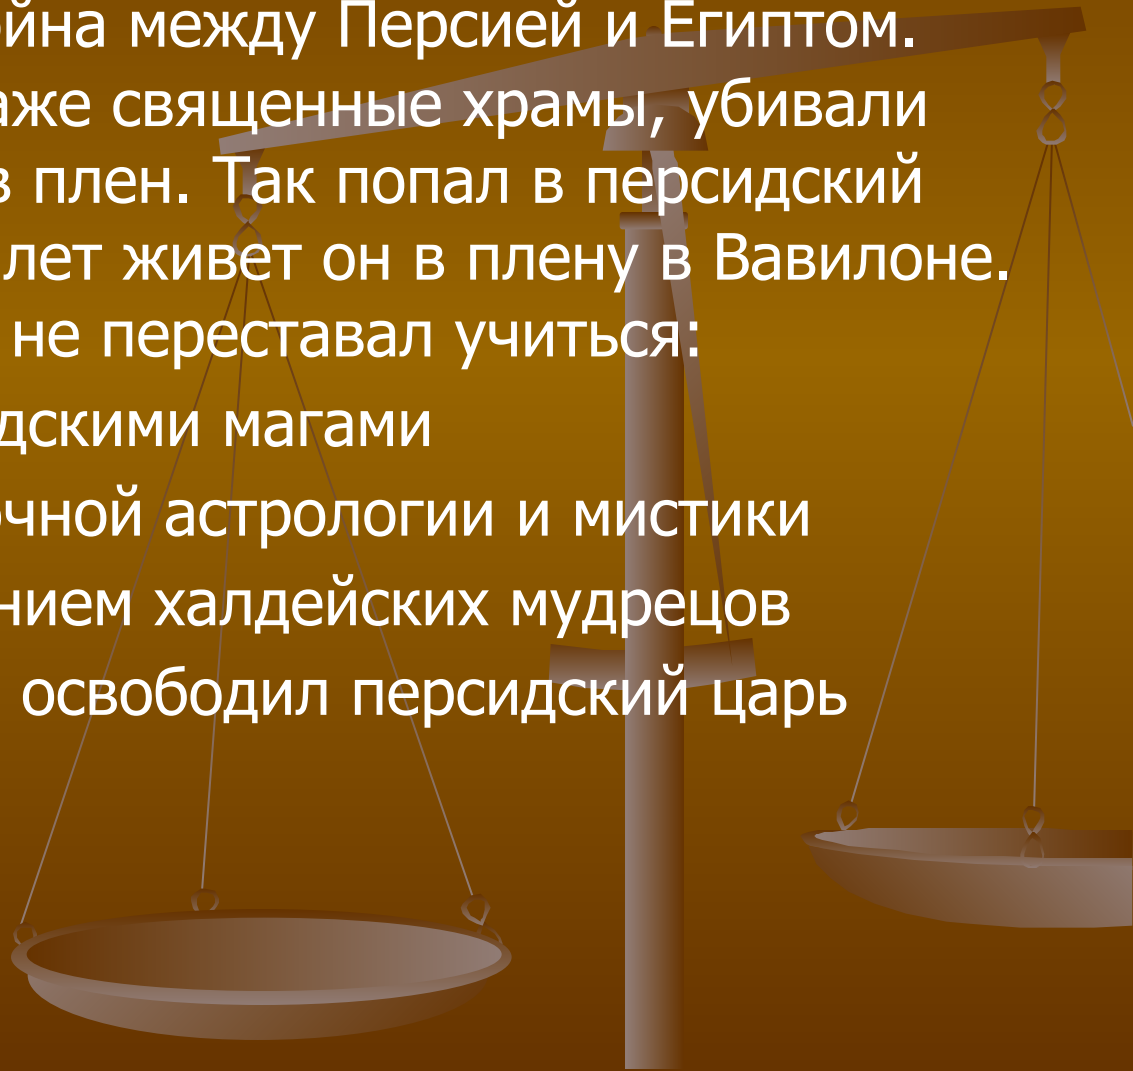 йна между Персией и Египтом.
аже священные храмы, убивали
в плен. Так попал в персидский
лет живет он в плену в Вавилоне.
не переставал учиться:
дскими магами
чной астрологии и мистики
нием халдейских мудрецов
освободил персидский царь